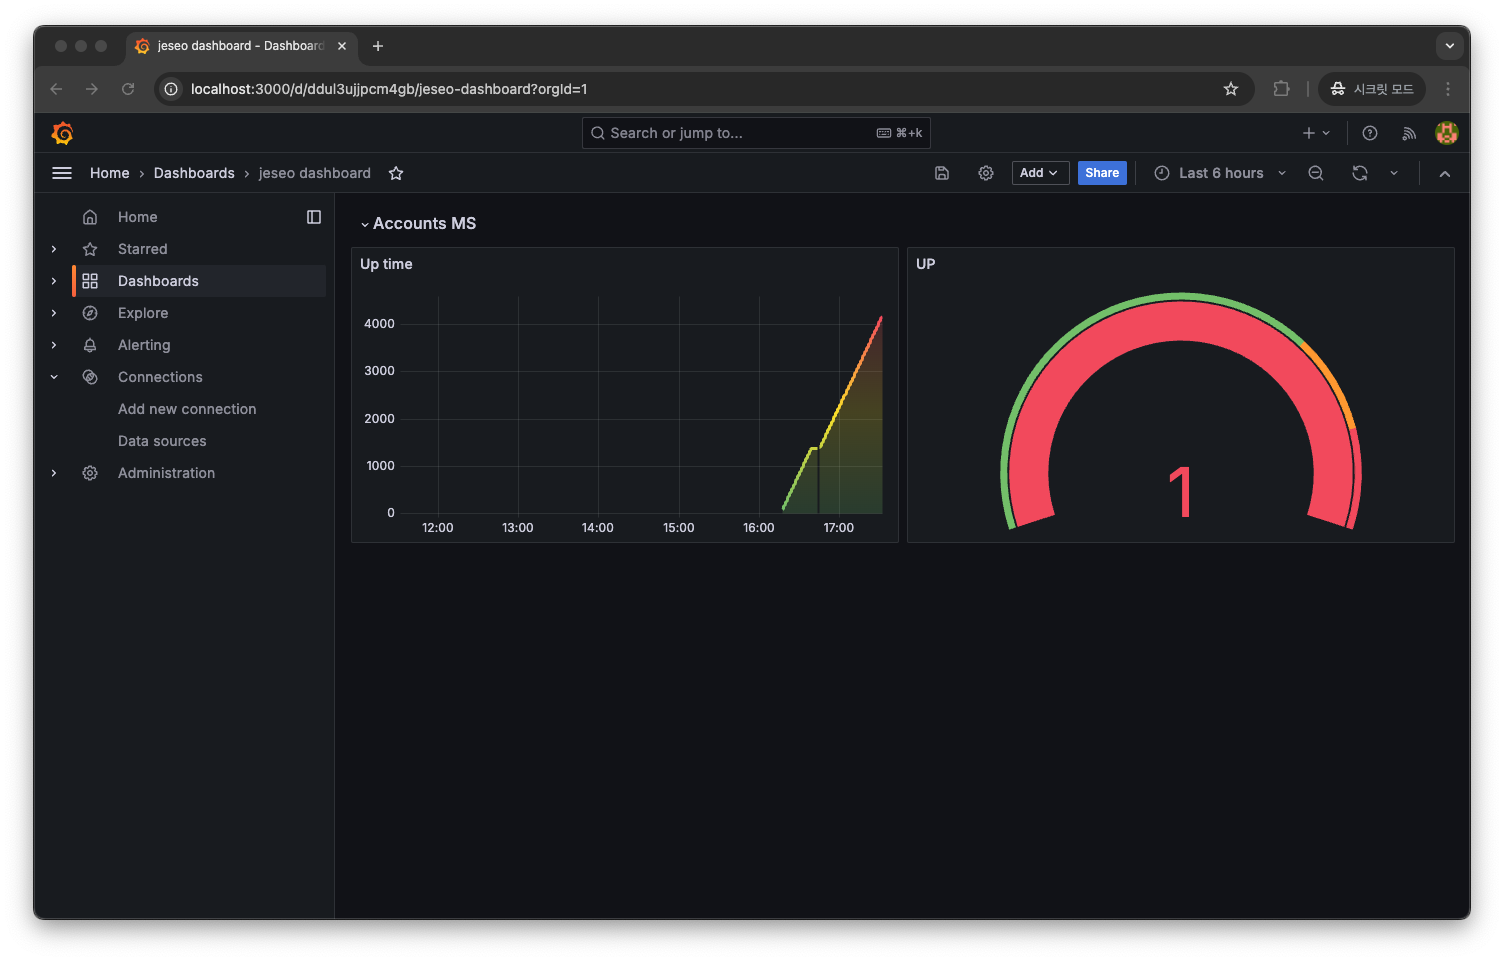 jeseo dashboard - Dashboard
localhost:3000/d/ddul3ujjpcm4gb/jeseo-dashboard?orgId=1
시크릿 모드
Search or jump to...
⌘+k
Home › Dashboards › jeseo dashboard
Add
Share
Last 6 hours
Home
Starred
Dashboards
Explore
Alerting
Connections
Add new connection
Data sources
Administration
Accounts MS
Up time
4000
3000
2000
1000
0
12:00 13:00 14:00 15:00 16:00 17:00
UP
1